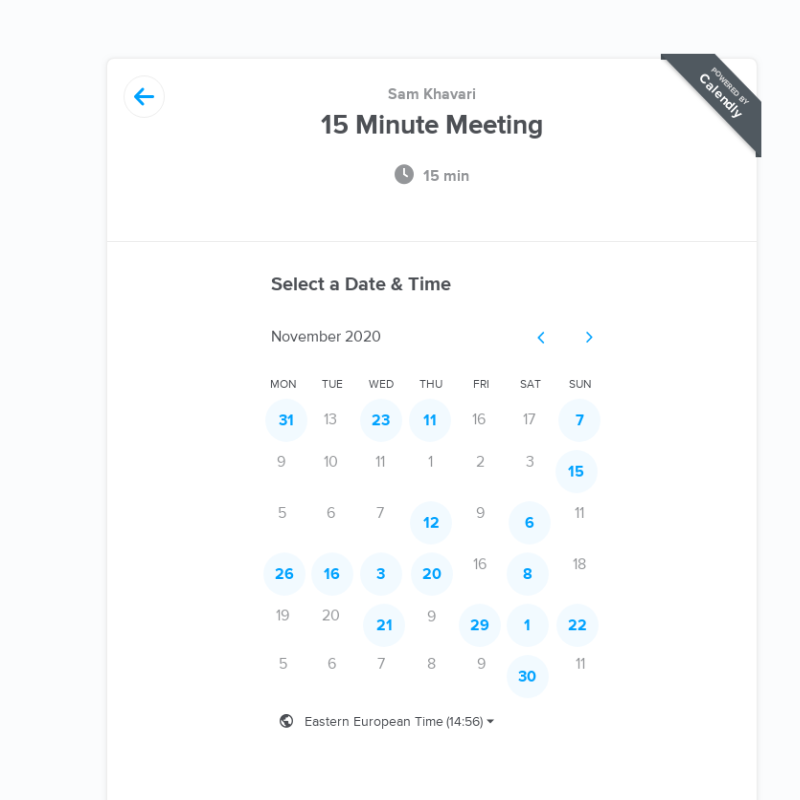 POWERED BY
Calendly
Sam Khavari
15 Minute Meeting
15 min
Select a Date & Time
November 2020
MON TUE WED THU FRI SAT SUN
31 13 23 11 16 17 7
9 10 11 1 2 3 15
5 6 7 12 9 6 11
26 16 3 20 16 8 18
19 20 21 9 29 1 22
5 6 7 8 9 30 11
Eastern European Time (14:56)